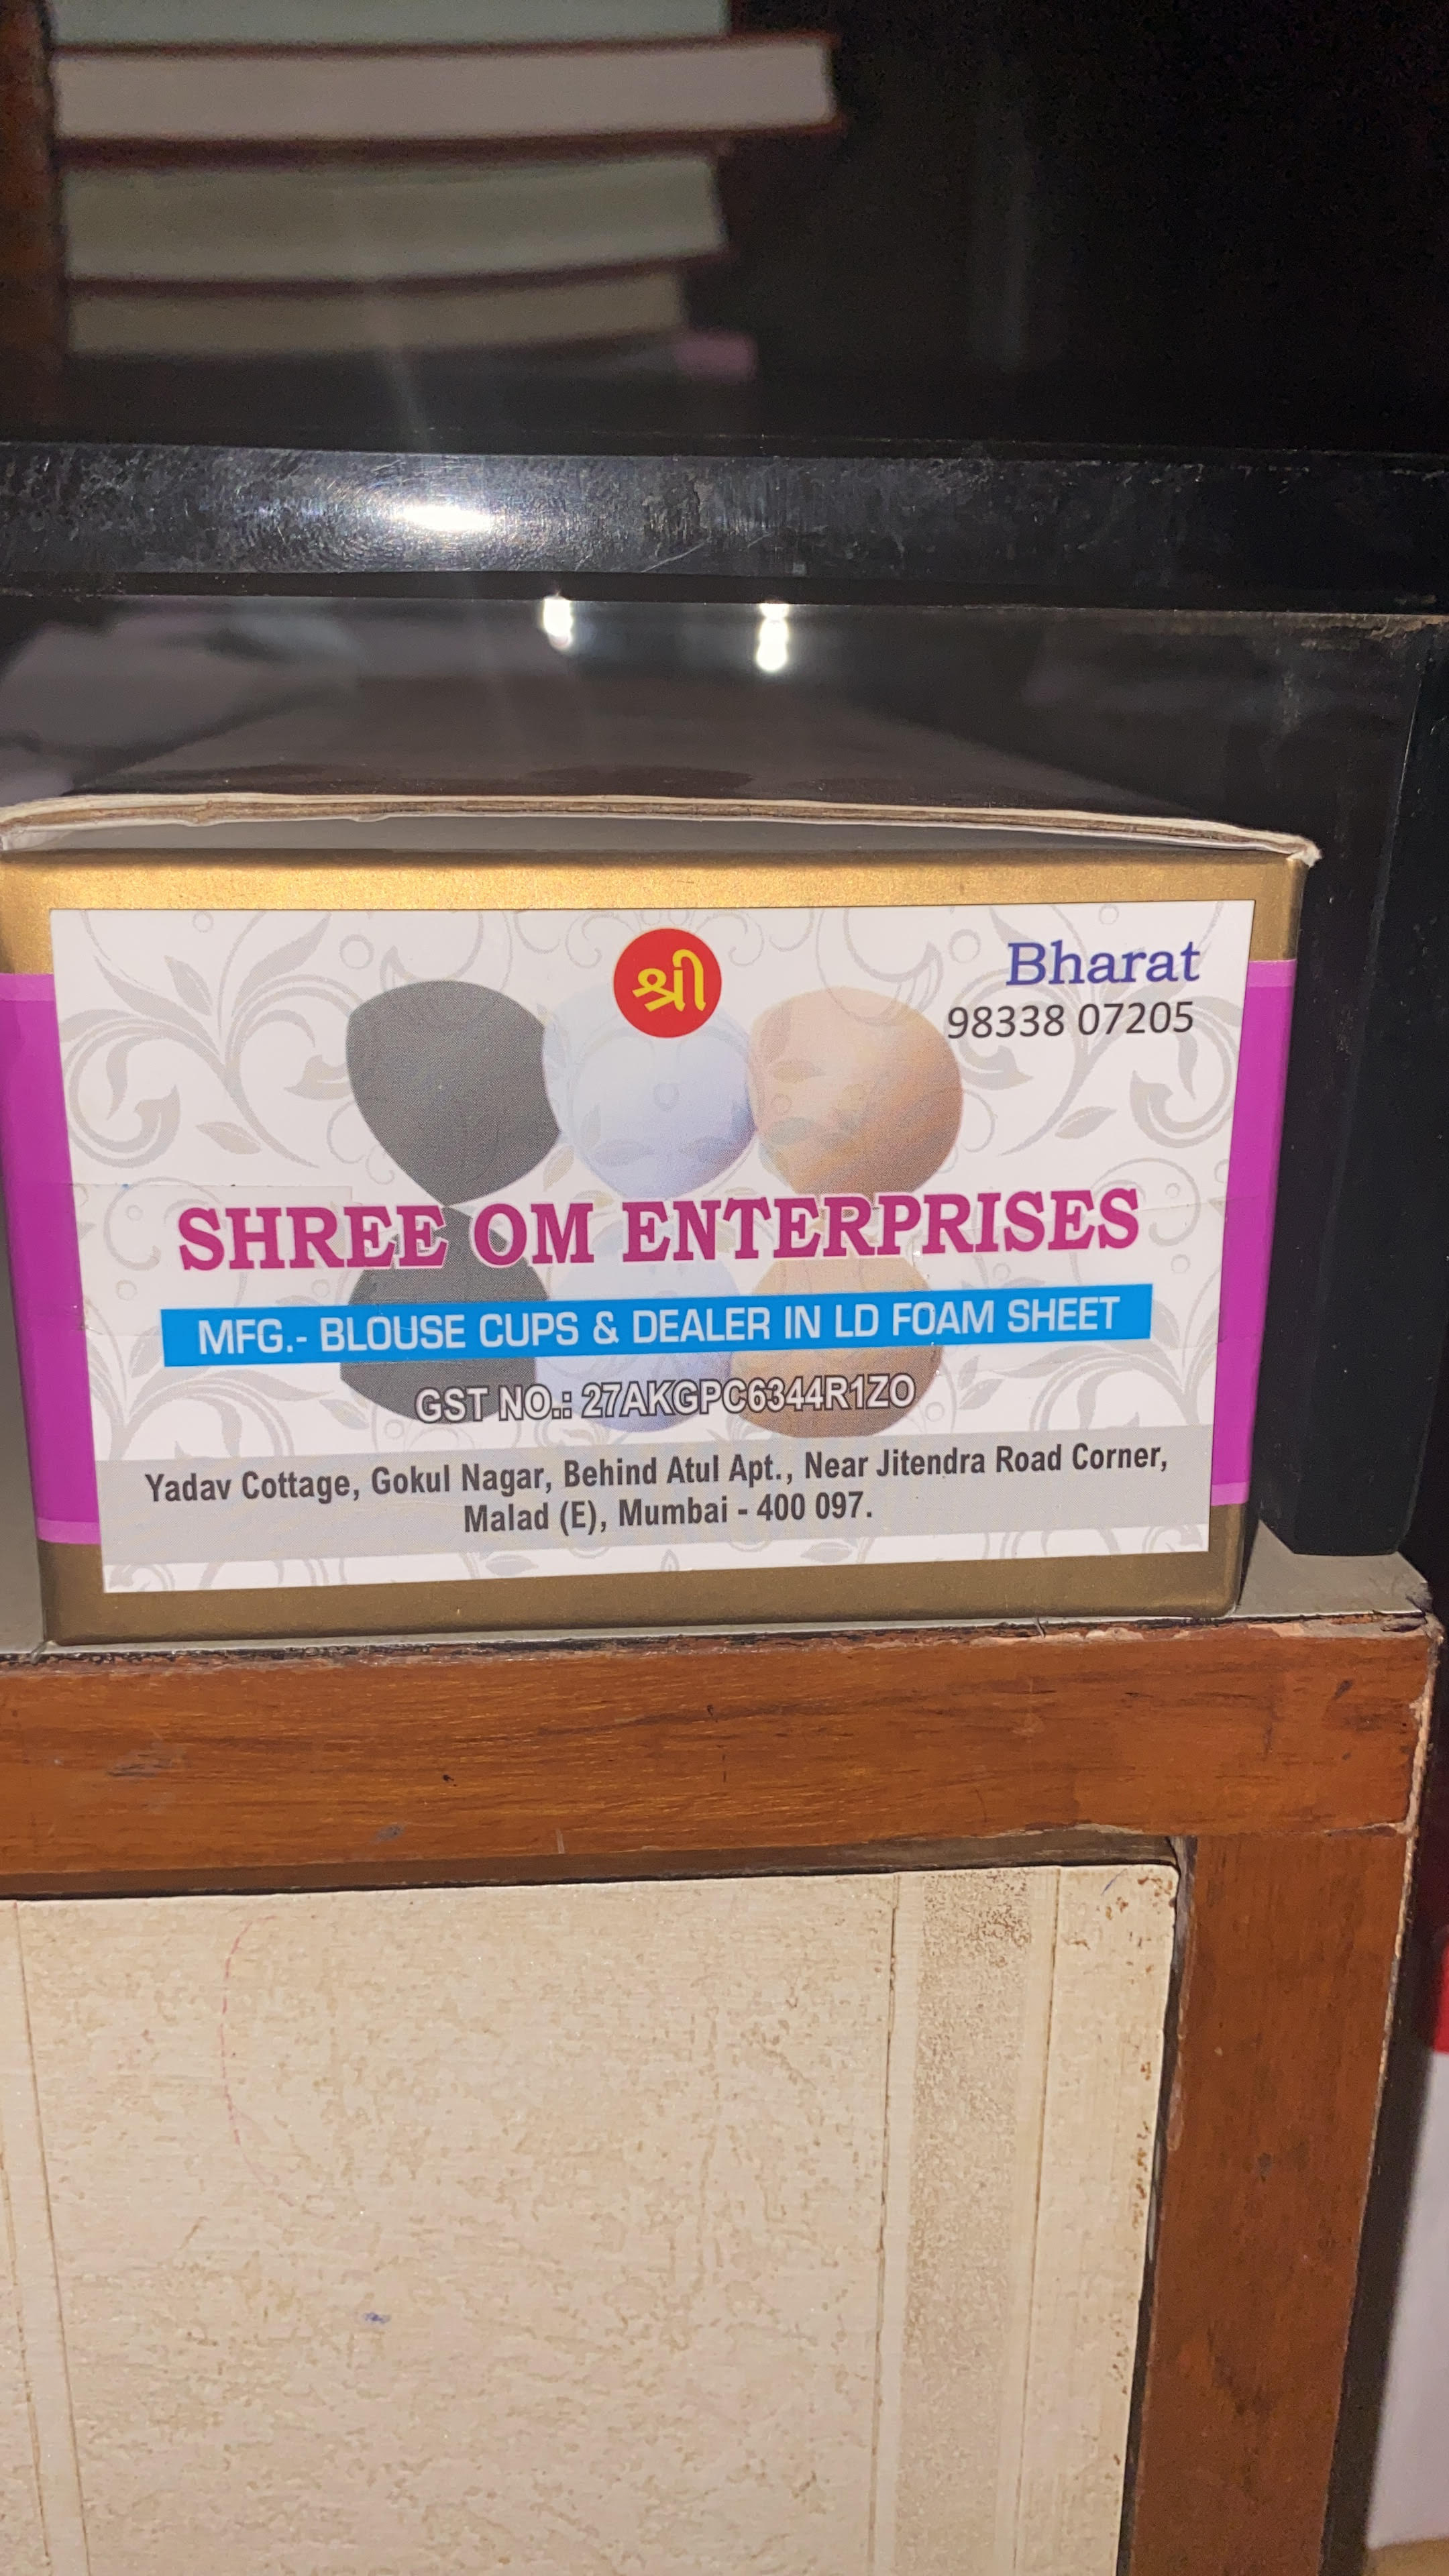 श्री
Bharat
98338 07205
SHREE OM ENTERPRISES
MFG.- BLOUSE CUPS & DEALER IN LD FOAM SHEET
GST NO.: 27AKGPC6344R1ZO
Yadav Cottage, Gokul Nagar, Behind Atul Apt., Near Jitendra Road Corner,
Malad (E), Mumbai - 400 097.